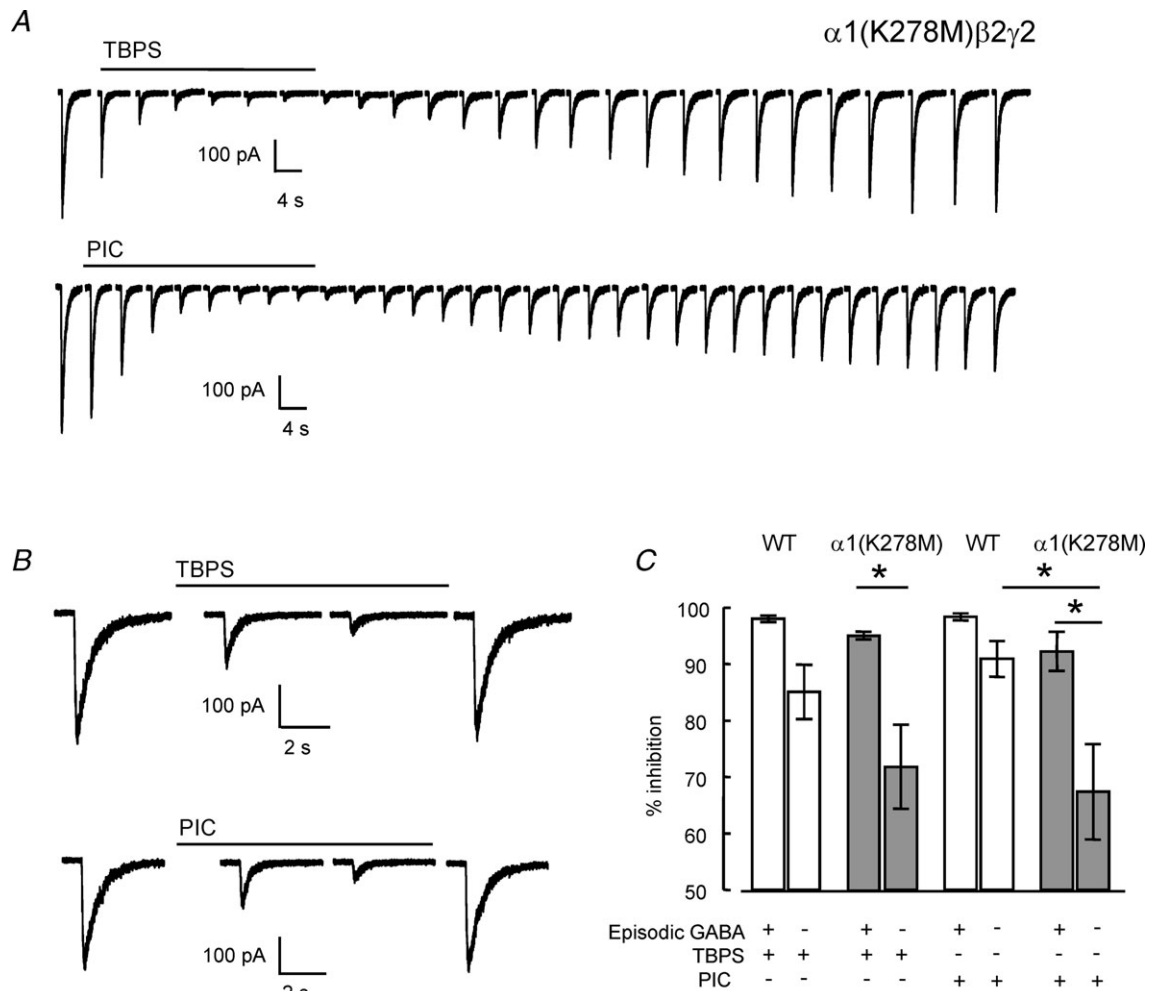 A
α1(K278M)β2γ2
TBPS
100 pA
4 s
PIC
100 pA
4 s
B
TBPS
100 pA
2 s
PIC
100 pA
C
WT α1(K278M) WT α1(K278M)
*
*
*
100
90
80
70
60
50
% inhibition
Episodic GABA + - + - + - + -
TBPS + + + + - - - -
PIC - - - - + + + +